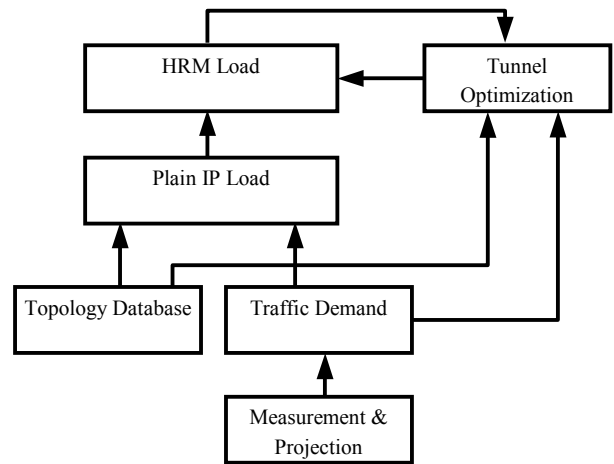 HRM Load
Tunnel
Optimization
Plain IP Load
Topology Database
Traffic Demand
Measurement &
Projection